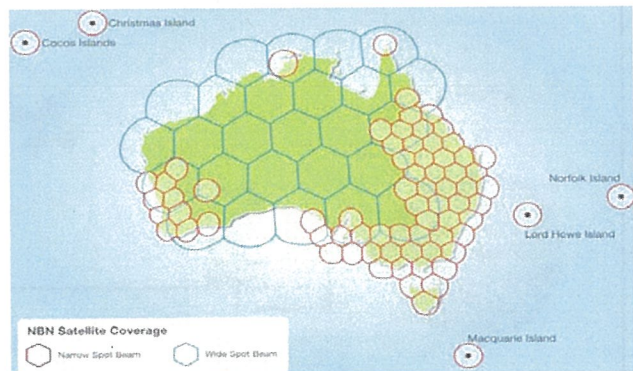 Christmas Island
Cocos Islands
Norfolk Island
Lord Howe Island
Macquarie Island
NBN Satellite Coverage
Narrow Spot Beam
Wide Spot Beam